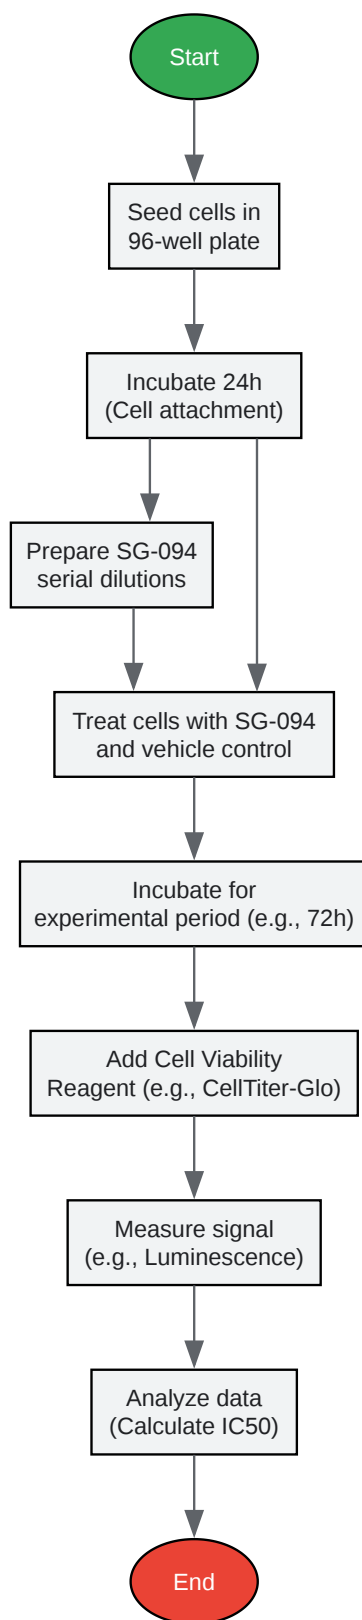 Start
Seed cells in
96-well plate
Incubate 24h
(Cell attachment)
Prepare SG-094
serial dilutions
Treat cells with SG-094
and vehicle control
Incubate for
experimental period (e.g., 72h)
Add Cell Viability
Reagent (e.g., CellTiter-Glo)
Measure signal
(e.g., Luminescence)
Analyze data
(Calculate IC50)
End